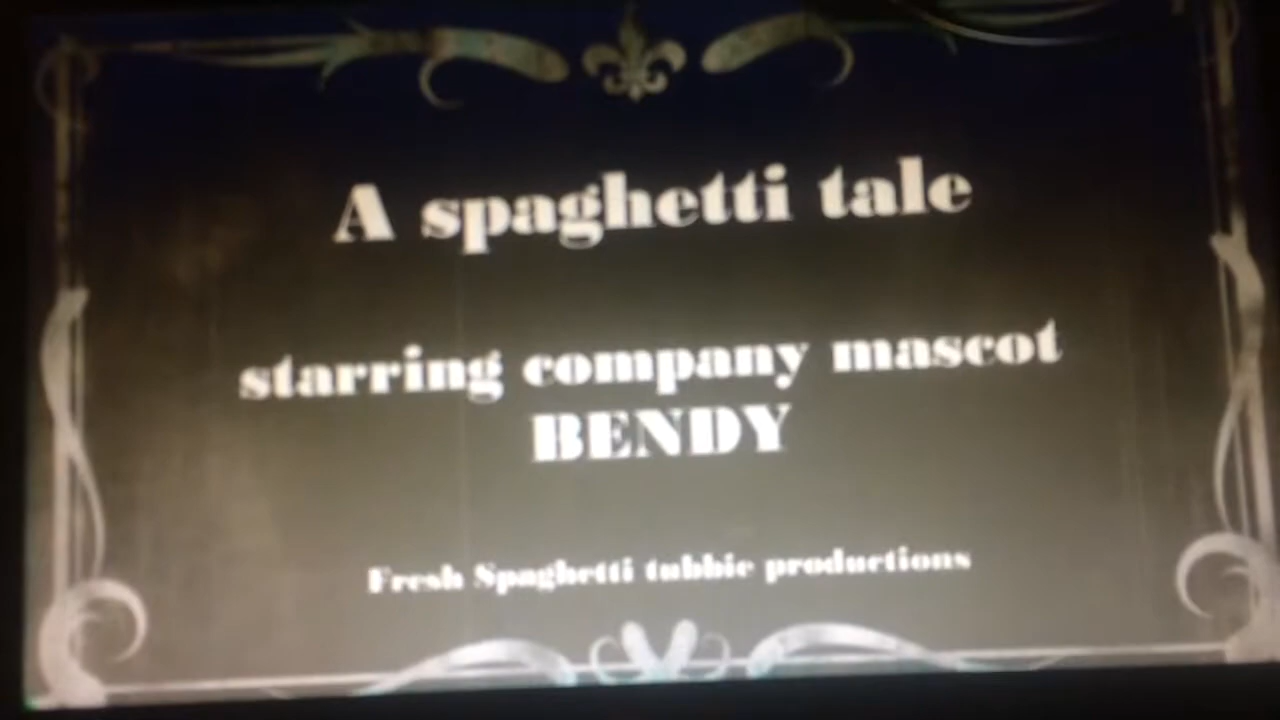 A spaghetti tale
starring company mascot
BENDY
Fresh Spaghetti tubbie productions